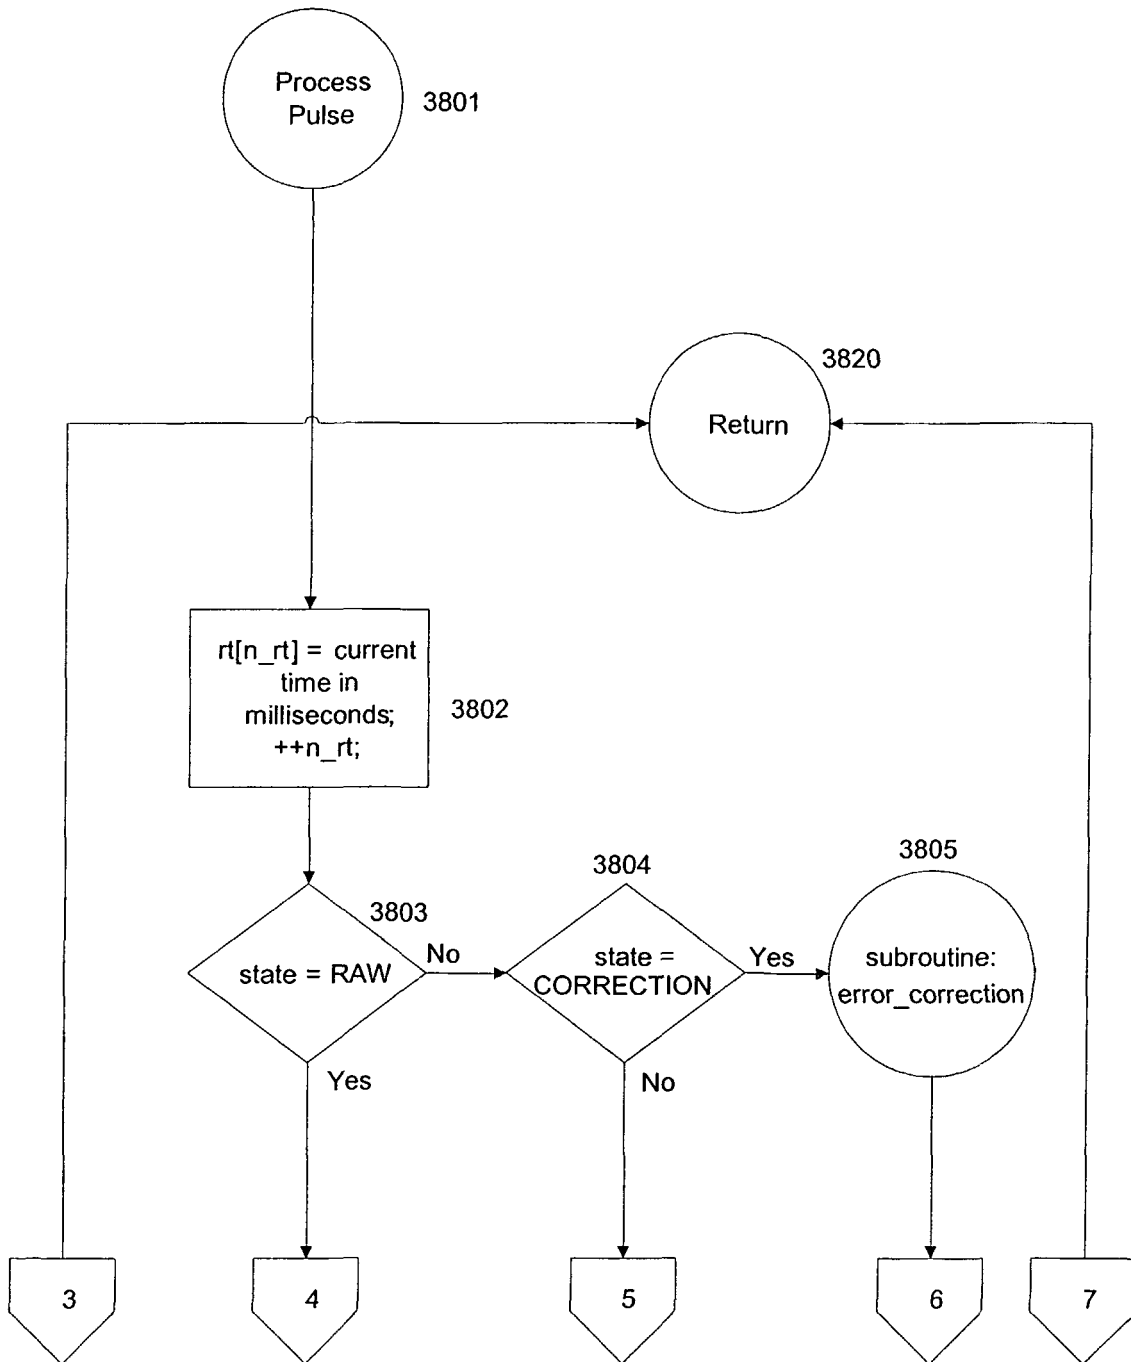 Process
Pulse
3801
3820
Return
rt[n_rt] = current
time in
milliseconds;
++n_rt;
3802
3803
state = RAW
No
Yes
3804
state =
CORRECTION
Yes
No
3805
subroutine:
error_correction
3
4
5
6
7